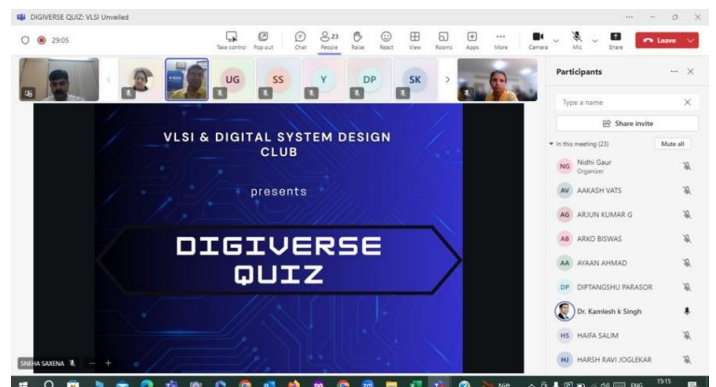 DIGIVERSE QUIZ: VLSI Unveiled
29:05
Take control
Pop out
Chat
23
People
Raise
React
View
Rooms
Apps
More
Camera
Mic
Share
Leave
UG
SS
Y
DP
SK
VLSI & DIGITAL SYSTEM DESIGN
CLUB
presents
DIGIVERSE
QUIZ
SNEHA SAXENA
Participants
Type a name
Share invite
In this meeting (23)
Mute all
NG
Nidhi Gaur
Organizer
AV
AAKASH VATS
AG
ARJUN KUMAR G
AB
ARKO BISWAS
AA
AYAAN AHMAD
DP
DIPTANGSHU PARASOR
Dr. Kamlesh k Singh
HS
HAIFA SALIM
HJ
HARSH RAVI JOGLEKAR
ENG
15:15